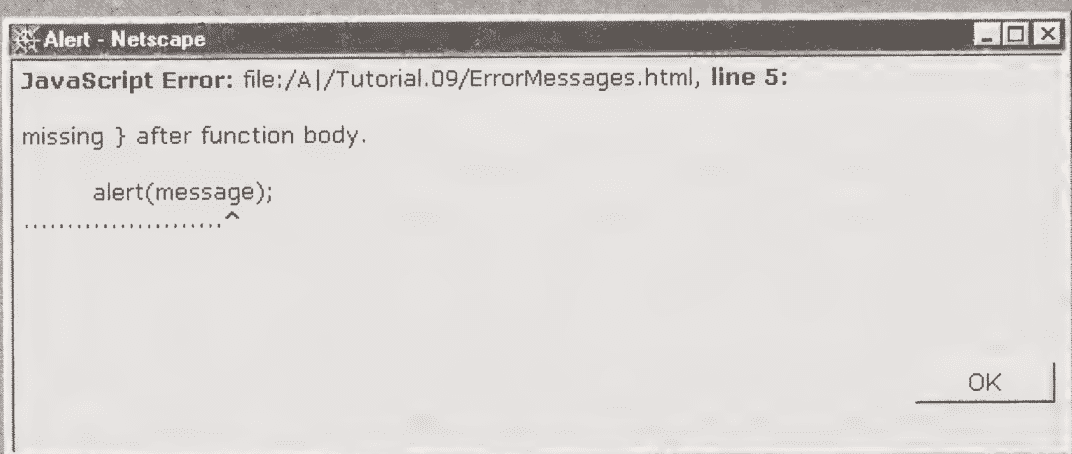 Alert - Netscape
JavaScript Error: file:/A|/Tutorial.09/ErrorMessages.html, line 5:
missing } after function body.
alert(message);
.......................^
OK